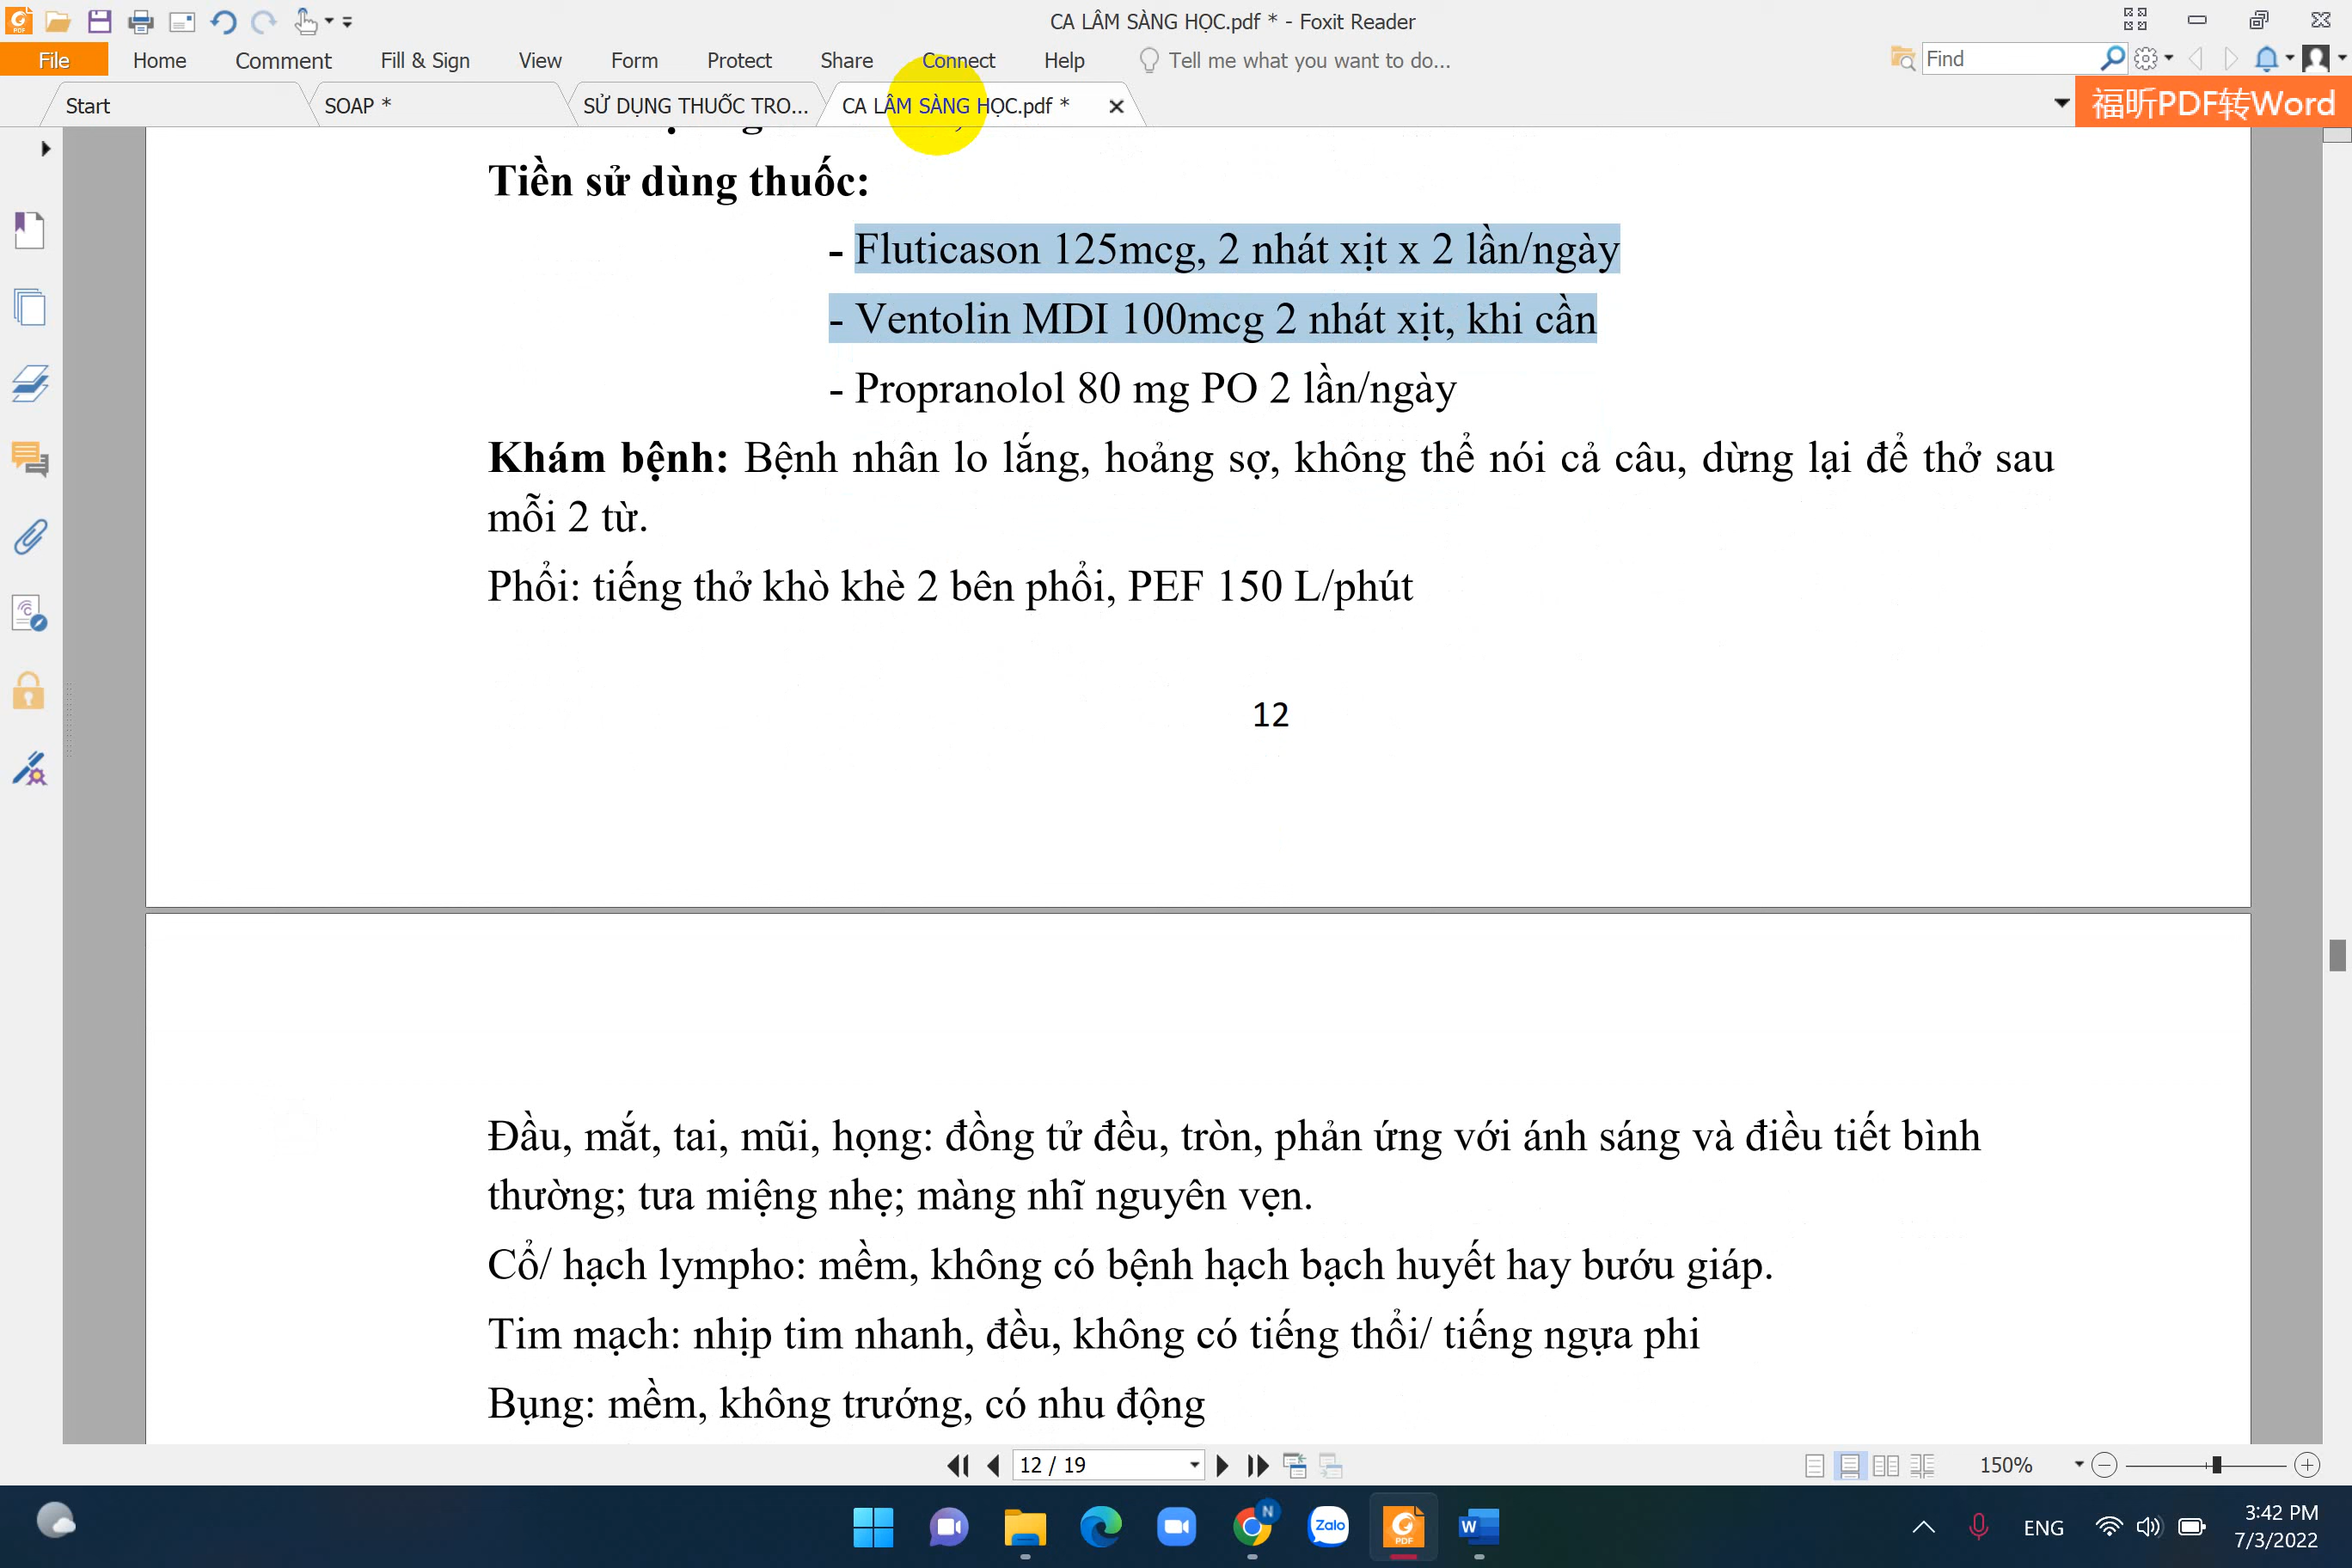 CA LÂM SÀNG HỌC.pdf * - Foxit Reader
File Home Comment Fill & Sign View Form Protect Share Connect Help Tell me what you want to do... Find
Start SOAP * SỬ DỤNG THUỐC TRO... CA LÂM SÀNG HỌC.pdf * 福昕PDF转Word
Tiền sử dùng thuốc:
- Fluticason 125mcg, 2 nhát xịt x 2 lần/ngày
- Ventolin MDI 100mcg 2 nhát xịt, khi cần
- Propranolol 80 mg PO 2 lần/ngày
Khám bệnh: Bệnh nhân lo lắng, hoảng sợ, không thể nói cả câu, dừng lại để thở sau
mỗi 2 từ.
Phổi: tiếng thở khò khè 2 bên phổi, PEF 150 L/phút
12
Đầu, mắt, tai, mũi, họng: đồng tử đều, tròn, phản ứng với ánh sáng và điều tiết bình
thường; tưa miệng nhẹ; màng nhĩ nguyên vẹn.
Cổ/ hạch lympho: mềm, không có bệnh hạch bạch huyết hay bướu giáp.
Tim mạch: nhịp tim nhanh, đều, không có tiếng thổi/ tiếng ngựa phi
Bụng: mềm, không trướng, có nhu động
12 / 19 150%
N Zalo PDF W ENG 3:42 PM
7/3/2022